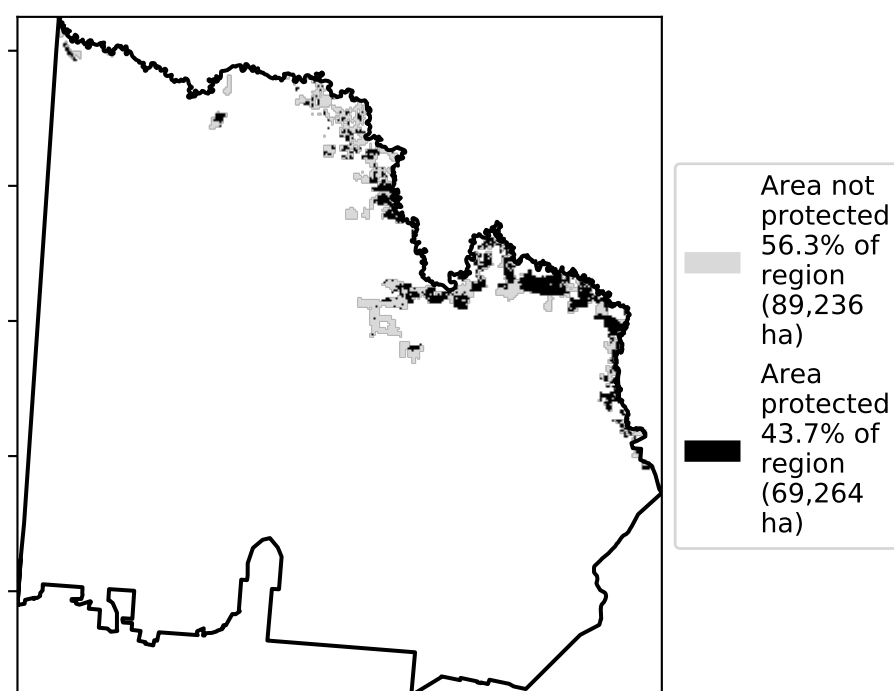 Area not
protected
56.3% of
region
(89,236
ha)
Area
protected
43.7% of
region
(69,264
ha)